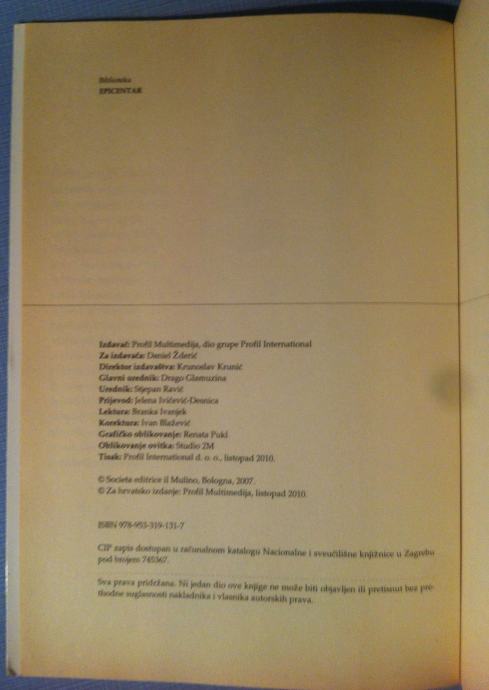 Biblioteka
EPICENTAR
Izdavač: Profil Multimedija, dio grupe Profil International
Za izdavača: Daniel Žderić
Direktor izdavaštva: Krunoslav Krunić
Glavni urednik: Drago Glamuzina
Urednik: Stjepan Ravić
Prijevod: Jelena Ivičević-Desnica
Lektura: Branka Ivanjek
Korektura: Ivan Blažević
Grafičko oblikovanje: Renata Pukl
Oblikovanje ovitka: Studio 2M
Tisak: Profil International d. o. o., listopad 2010.
© Societa editrice il Mulino, Bologna, 2007.
© Za hrvatsko izdanje: Profil Multimedija, listopad 2010.
ISBN 978-953-319-131-7
CIP zapis dostupan u računalnom katalogu Nacionalne i sveučilišne knjižnice u Zagrebu
pod brojem 745367.
Sva prava pridržana. Ni jedan dio ove knjige ne može biti objavljen ili pretisnut bez pret-
thodne suglasnosti nakladnika i vlasnika autorskih prava.